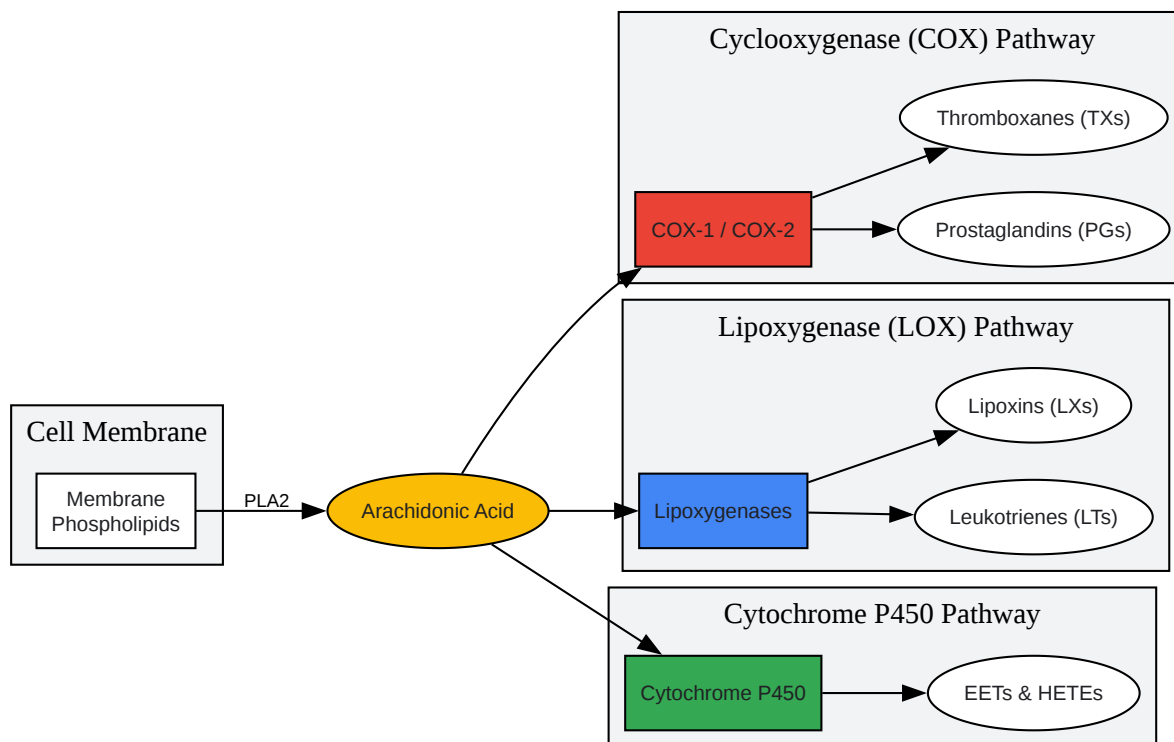 Cyclooxygenase (COX) Pathway
Thromboxanes (TXs)
COX-1 / COX-2
Prostaglandins (PGs)
Lipoxygenase (LOX) Pathway
Lipoxins (LXs)
Cell Membrane
Membrane
Phospholipids
PLA2
Arachidonic Acid
Lipoxygenases
Leukotrienes (LTs)
Cytochrome P450 Pathway
Cytochrome P450
EETs & HETEs